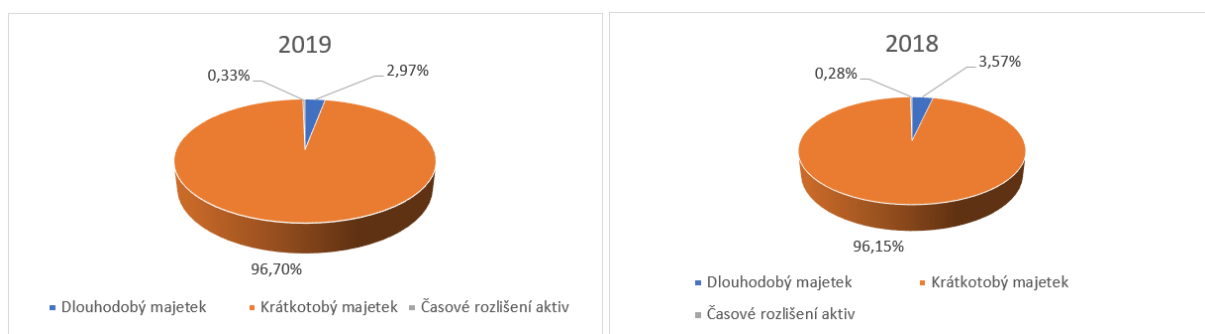 2019
0,33%
2,97%
96,70%
Dlouhodobý majetek Krátkotobý majetek Časové rozlišení aktiv
2018
0,28%
3,57%
96,15%
Dlouhodobý majetek Krátkotobý majetek
Časové rozlišení aktiv